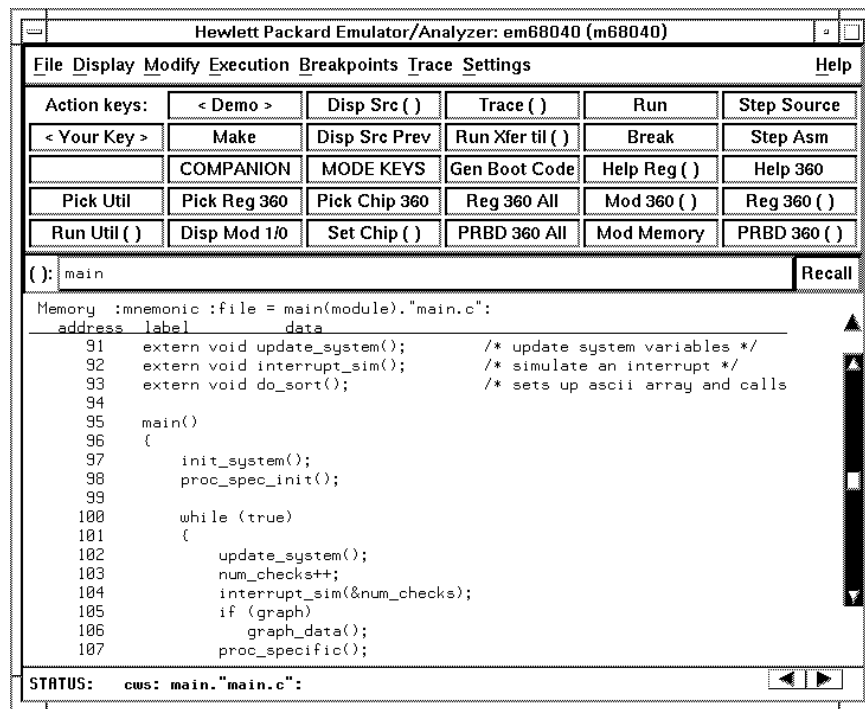 Hewlett Packard Emulator/Analyzer: em68040 (m68040)
File Display Modify Execution Breakpoints Trace Settings Help
Action keys: < Demo > Disp Src ( ) Trace ( ) Run Step Source
< Your Key > Make Disp Src Prev Run Xfer til ( ) Break Step Asm
COMPANION MODE KEYS Gen Boot Code Help Reg ( ) Help 360
Pick Util Pick Reg 360 Pick Chip 360 Reg 360 All Mod 360 ( ) Reg 360 ( )
Run Util ( ) Disp Mod 1/0 Set Chip ( ) PRBD 360 All Mod Memory PRBD 360 ( )
( ): main Recall
Memory :mnemonic :file = main(module)."main.c":
address label data
91 extern void update_system(); /* update system variables */
92 extern void interrupt_sim(); /* simulate an interrupt */
93 extern void do_sort(); /* sets up ascii array and calls
94
95 main()
96 {
97 init_system();
98 proc_spec_init();
99
100 while (true)
101 {
102 update_system();
103 num_checks++;
104 interrupt_sim(&num_checks);
105 if (graph)
106 graph_data();
107 proc_specific();
STATUS: cws: main."main.c":